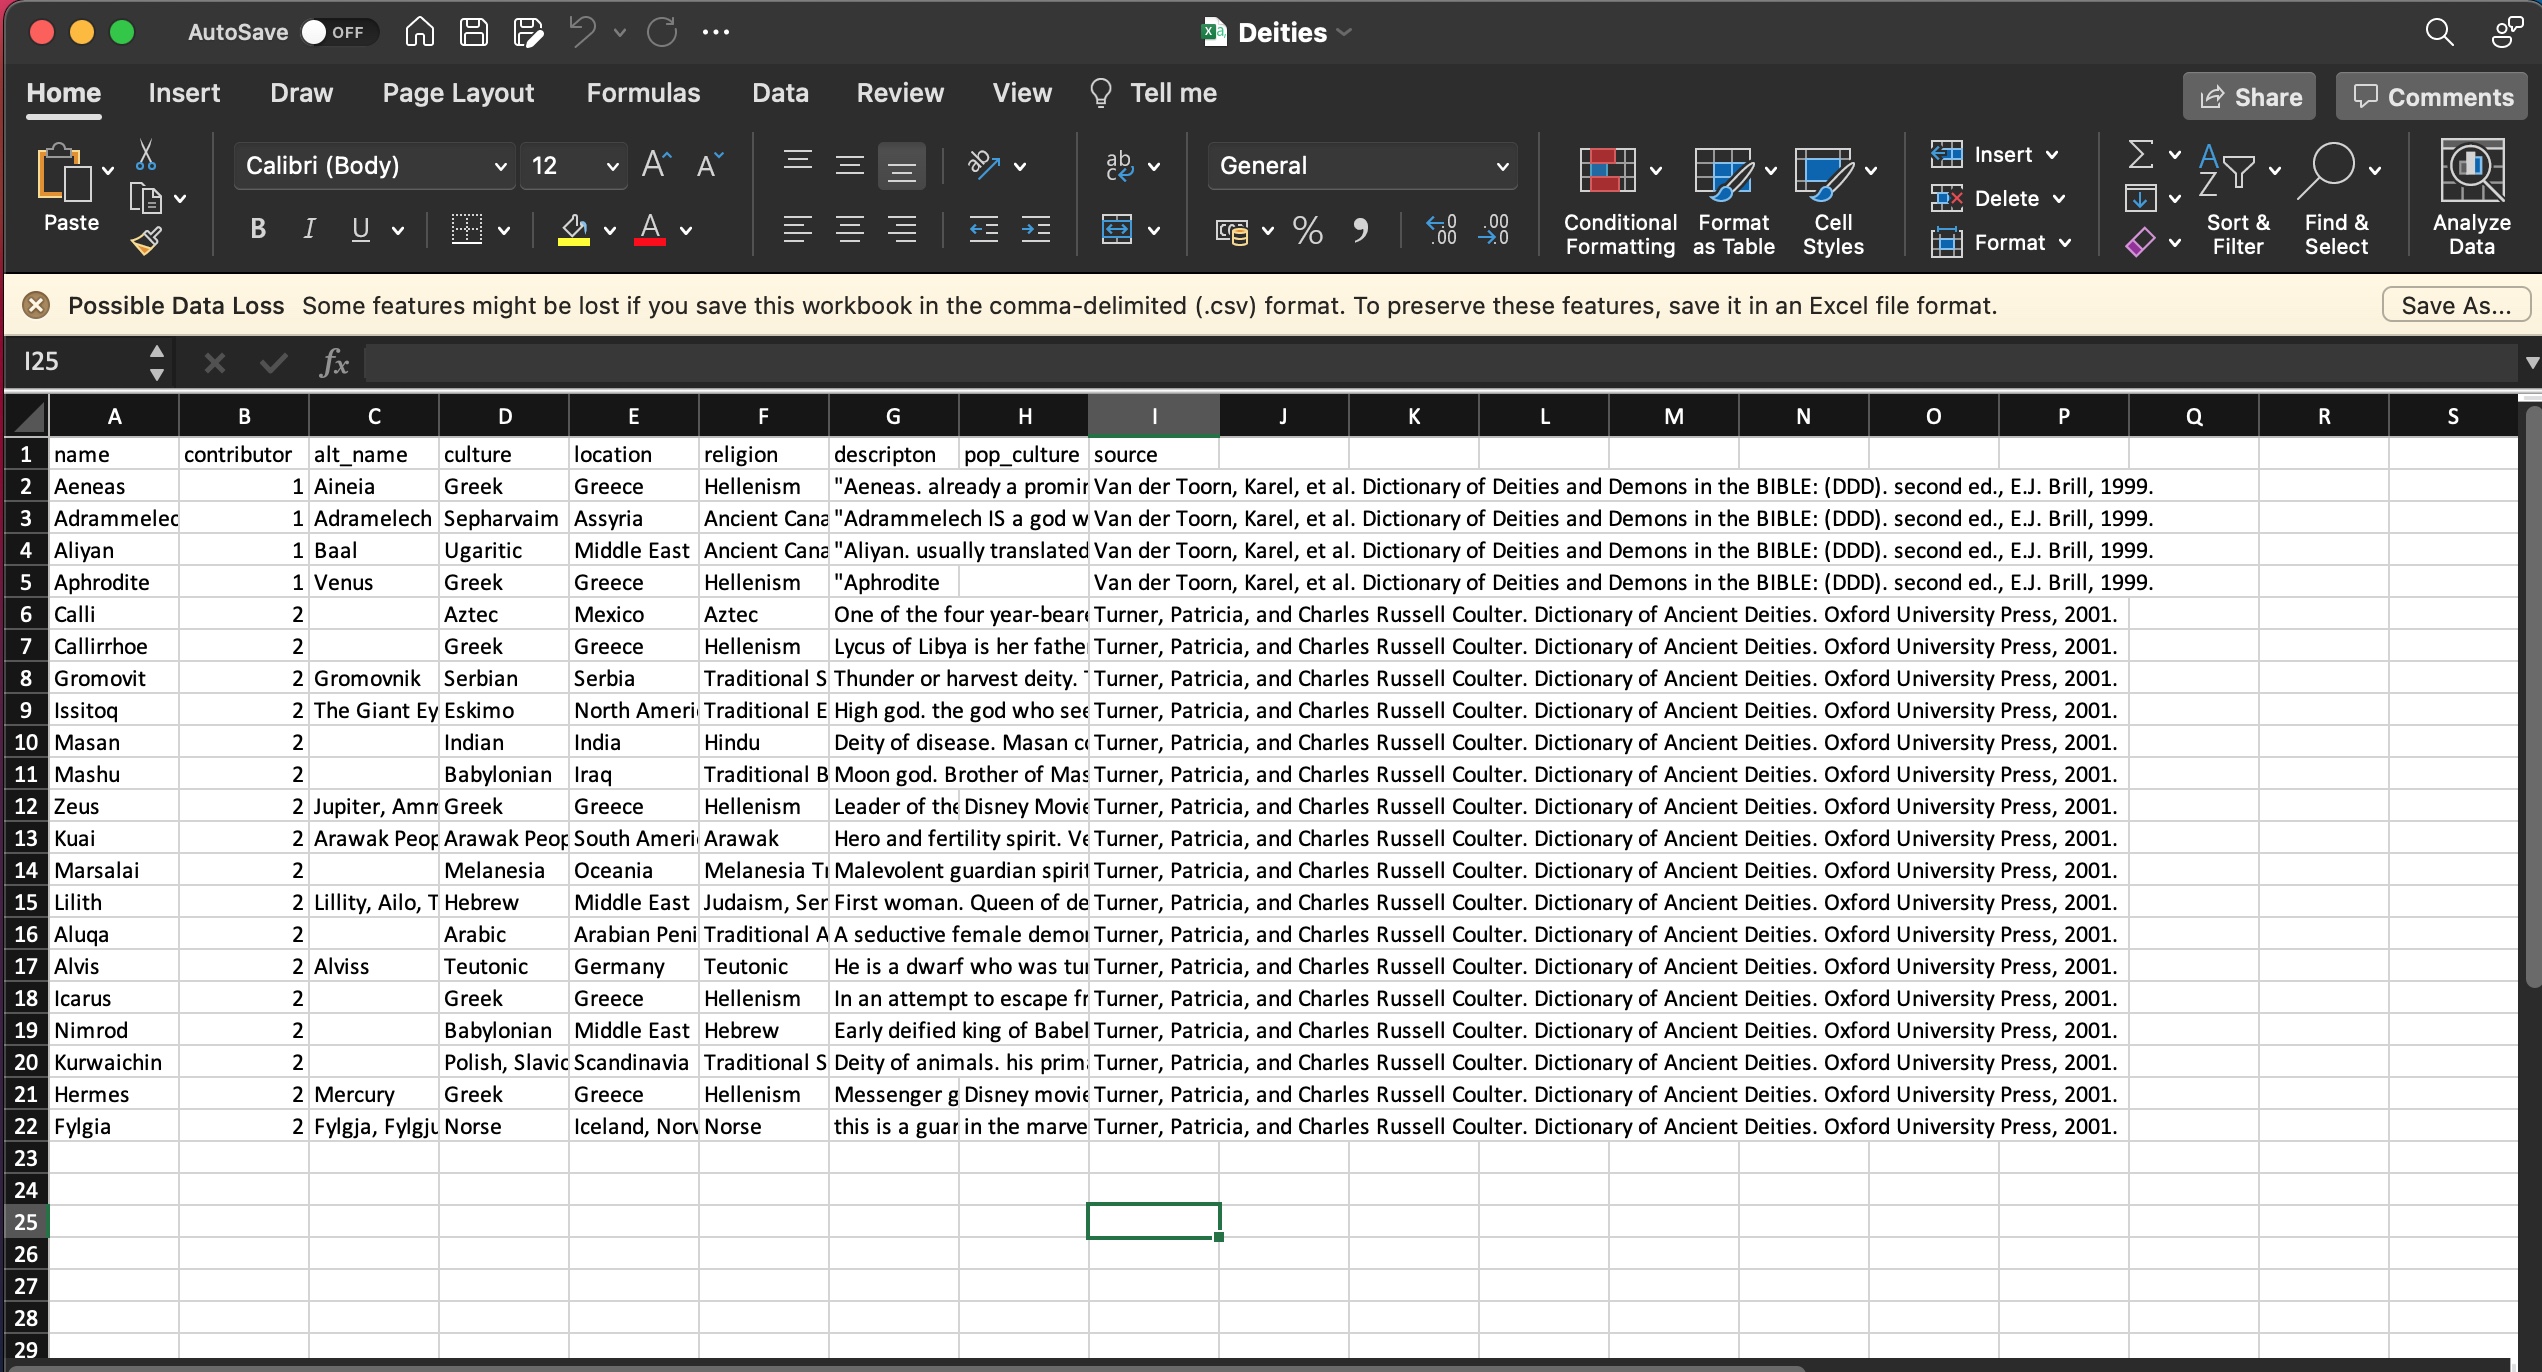 AutoSave OFF Deities
Home Insert Draw Page Layout Formulas Data Review View Tell me Share Comments
Paste Calibri (Body) 12 General Conditional Formatting Format as Table Cell Styles Insert Delete Format Sort & Filter Find & Select Analyze Data
Possible Data Loss Some features might be lost if you save this workbook in the comma-delimited (.csv) format. To preserve these features, save it in an Excel file format. Save As...
I25 fx
A B C D E F G H I J K L M N O P Q R S
1 name contributor alt_name culture location religion descripton pop_culture source
2 Aeneas 1 Aineia Greek Greece Hellenism "Aeneas. already a promin Van der Toorn, Karel, et al. Dictionary of Deities and Demons in the BIBLE: (DDD). second ed., E.J. Brill, 1999.
3 Adrammelec 1 Adramelech Sepharvaim Assyria Ancient Cana "Adrammelech IS a god w Van der Toorn, Karel, et al. Dictionary of Deities and Demons in the BIBLE: (DDD). second ed., E.J. Brill, 1999.
4 Aliyan 1 Baal Ugaritic Middle East Ancient Cana "Aliyan. usually translated Van der Toorn, Karel, et al. Dictionary of Deities and Demons in the BIBLE: (DDD). second ed., E.J. Brill, 1999.
5 Aphrodite 1 Venus Greek Greece Hellenism "Aphrodite Van der Toorn, Karel, et al. Dictionary of Deities and Demons in the BIBLE: (DDD). second ed., E.J. Brill, 1999.
6 Calli 2 Aztec Mexico Aztec One of the four year-beare Turner, Patricia, and Charles Russell Coulter. Dictionary of Ancient Deities. Oxford University Press, 2001.
7 Callirrhoe 2 Greek Greece Hellenism Lycus of Libya is her fathe Turner, Patricia, and Charles Russell Coulter. Dictionary of Ancient Deities. Oxford University Press, 2001.
8 Gromovit 2 Gromovnik Serbian Serbia Traditional S Thunder or harvest deity. Turner, Patricia, and Charles Russell Coulter. Dictionary of Ancient Deities. Oxford University Press, 2001.
9 Issitoq 2 The Giant Ey Eskimo North Ameri Traditional E High god. the god who see Turner, Patricia, and Charles Russell Coulter. Dictionary of Ancient Deities. Oxford University Press, 2001.
10 Masan 2 Indian India Hindu Deity of disease. Masan c Turner, Patricia, and Charles Russell Coulter. Dictionary of Ancient Deities. Oxford University Press, 2001.
11 Mashu 2 Babylonian Iraq Traditional B Moon god. Brother of Mas Turner, Patricia, and Charles Russell Coulter. Dictionary of Ancient Deities. Oxford University Press, 2001.
12 Zeus 2 Jupiter, Amm Greek Greece Hellenism Leader of the Disney Movie Turner, Patricia, and Charles Russell Coulter. Dictionary of Ancient Deities. Oxford University Press, 2001.
13 Kuai 2 Arawak Peop Arawak Peop South Ameri Arawak Hero and fertility spirit. Ve Turner, Patricia, and Charles Russell Coulter. Dictionary of Ancient Deities. Oxford University Press, 2001.
14 Marsalai 2 Melanesia Oceania Melanesia Tr Malevolent guardian spirit Turner, Patricia, and Charles Russell Coulter. Dictionary of Ancient Deities. Oxford University Press, 2001.
15 Lilith 2 Lillity, Ailo, T Hebrew Middle East Judaism, Ser First woman. Queen of de Turner, Patricia, and Charles Russell Coulter. Dictionary of Ancient Deities. Oxford University Press, 2001.
16 Aluqa 2 Arabic Arabian Peni Traditional A A seductive female demon Turner, Patricia, and Charles Russell Coulter. Dictionary of Ancient Deities. Oxford University Press, 2001.
17 Alvis 2 Alviss Teutonic Germany Teutonic He is a dwarf who was tur Turner, Patricia, and Charles Russell Coulter. Dictionary of Ancient Deities. Oxford University Press, 2001.
18 Icarus 2 Greek Greece Hellenism In an attempt to escape fr Turner, Patricia, and Charles Russell Coulter. Dictionary of Ancient Deities. Oxford University Press, 2001.
19 Nimrod 2 Babylonian Middle East Hebrew Early deified king of Babel Turner, Patricia, and Charles Russell Coulter. Dictionary of Ancient Deities. Oxford University Press, 2001.
20 Kurwaichin 2 Polish, Slavic Scandinavia Traditional S Deity of animals. his prim Turner, Patricia, and Charles Russell Coulter. Dictionary of Ancient Deities. Oxford University Press, 2001.
21 Hermes 2 Mercury Greek Greece Hellenism Messenger g Disney movie Turner, Patricia, and Charles Russell Coulter. Dictionary of Ancient Deities. Oxford University Press, 2001.
22 Fylgia 2 Fylgja, Fylgju Norse Iceland, Norv Norse this is a guar in the marve Turner, Patricia, and Charles Russell Coulter. Dictionary of Ancient Deities. Oxford University Press, 2001.
23
24
25
26
27
28
29